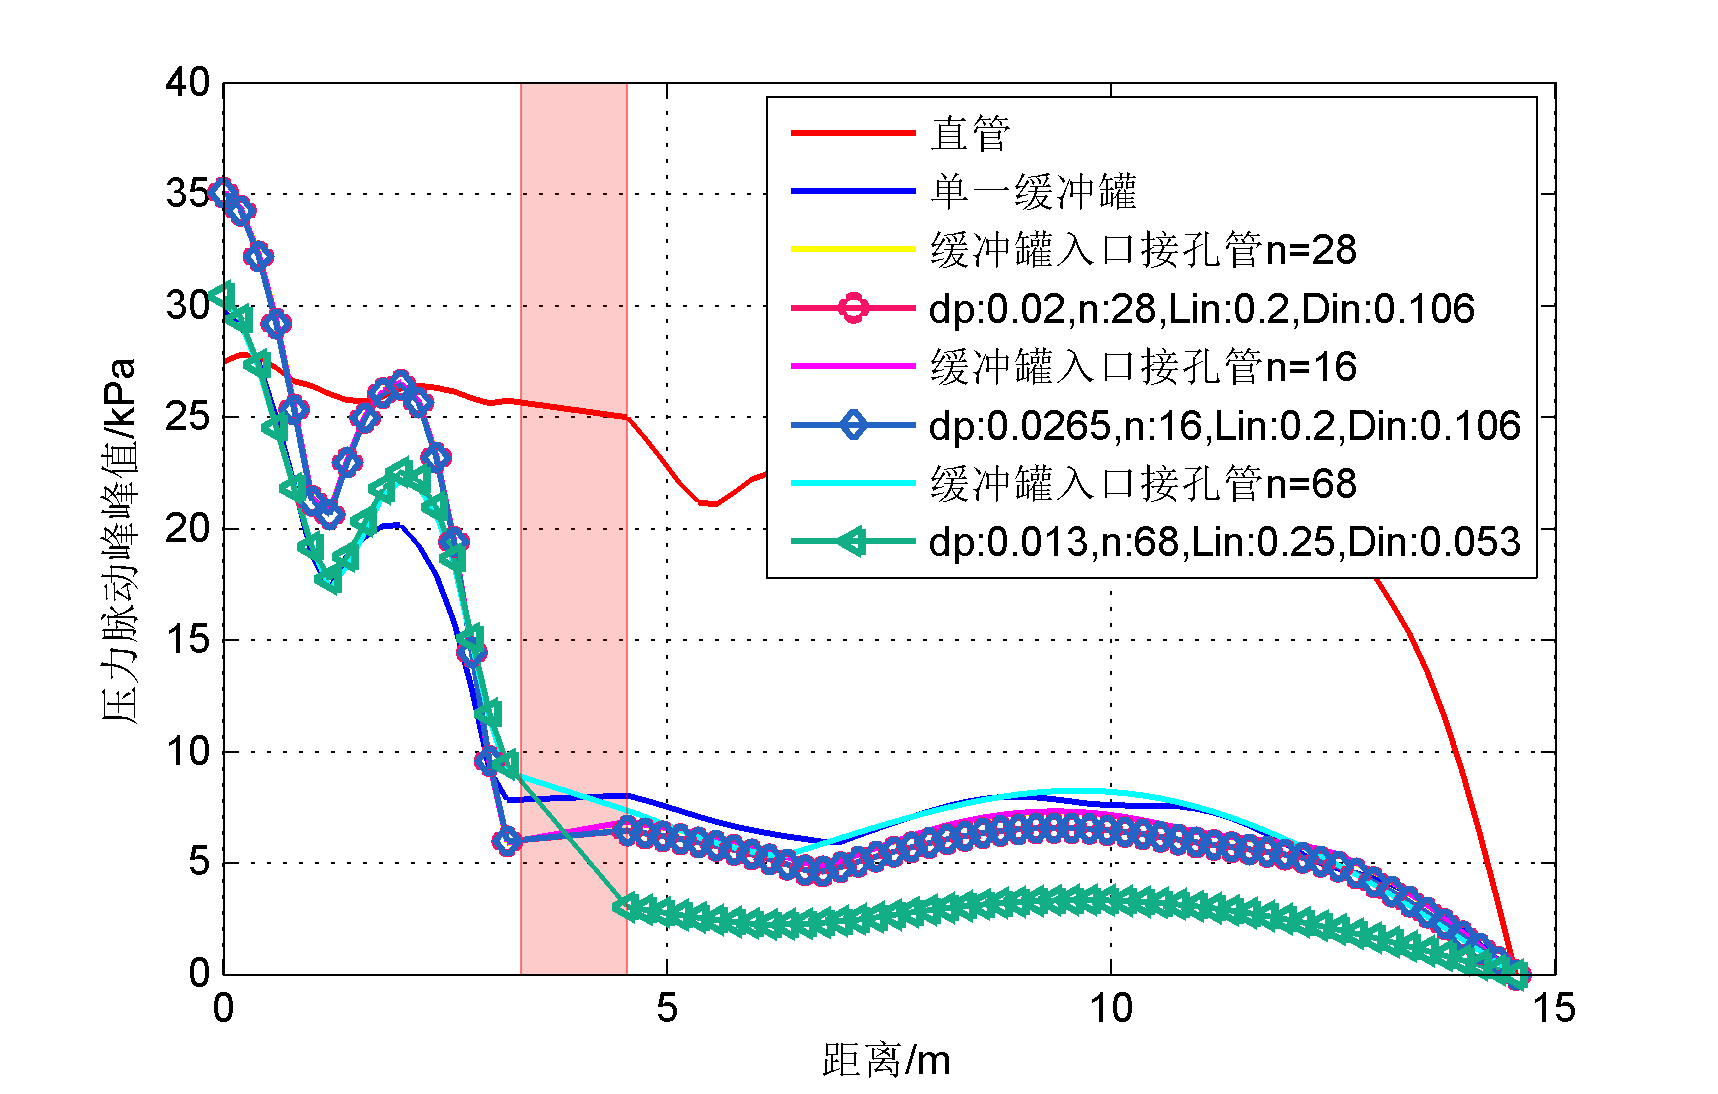 40
35
30
25
20
15
10
5
0
压力脉动峰峰值/kPa
直管
单一缓冲罐
缓冲罐入口接孔管n=28
dp:0.02,n:28,Lin:0.2,Din:0.106
缓冲罐入口接孔管n=16
dp:0.0265,n:16,Lin:0.2,Din:0.106
缓冲罐入口接孔管n=68
dp:0.013,n:68,Lin:0.25,Din:0.053
0 5 10 15
距离/m